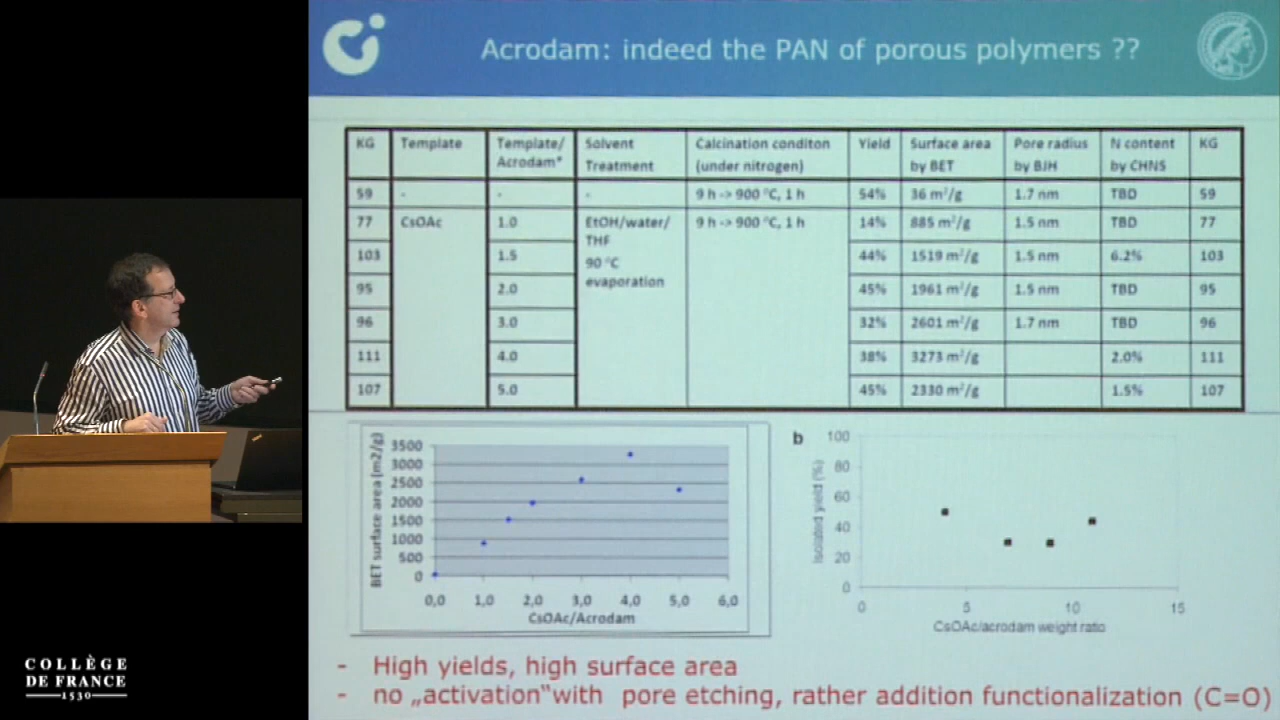 Acrodam: indeed the PAN of porous polymers ??
KG Template Template/ Acrodam* Solvent Treatment Calcination conditon (under nitrogen) Yield Surface area by BET Pore radius by BJH N content by CHNS KG
59 - - - 9 h -> 900 °C, 1 h 54% 36 m²/g 1.7 nm TBD 59
77 CsOAc 1.0 EtOH/water/ THF 90 °C evaporation 9 h -> 900 °C, 1 h 14% 885 m²/g 1.5 nm TBD 77
103 1.5 44% 1519 m²/g 1.5 nm 6.2% 103
95 2.0 45% 1961 m²/g 1.5 nm TBD 95
96 3.0 32% 2601 m²/g 1.7 nm TBD 96
111 4.0 38% 3273 m²/g 2.0% 111
107 5.0 45% 2330 m²/g 1.5% 107
BET surface area (m2/g)
3500
3000
2500
2000
1500
1000
500
0
0,0 1,0 2,0 3,0 4,0 5,0 6,0
CsOAc/Acrodam
b
Isolated yield (%)
100
80
60
40
20
0
0 5 10 15
CsOAc/acrodam weight ratio
- High yields, high surface area
- no „activation“with pore etching, rather addition functionalization (C=O)
COLLÈGE
DE FRANCE
1530